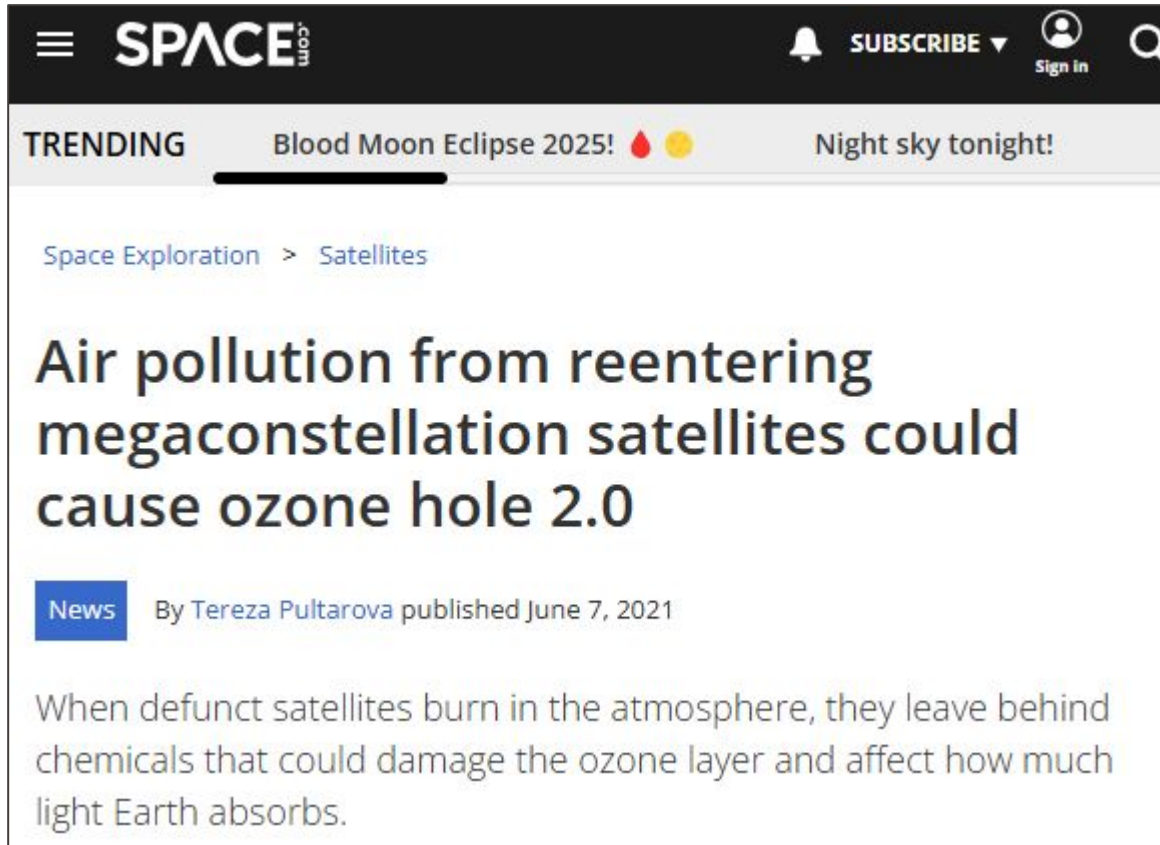 SPACE.com
SUBSCRIBE ▼
Sign in
TRENDING
Blood Moon Eclipse 2025! 🩸 🌕
Night sky tonight!
Space Exploration > Satellites
Air pollution from reentering
megaconstellation satellites could
cause ozone hole 2.0
News
By Tereza Pultarova published June 7, 2021
When defunct satellites burn in the atmosphere, they leave behind
chemicals that could damage the ozone layer and affect how much
light Earth absorbs.